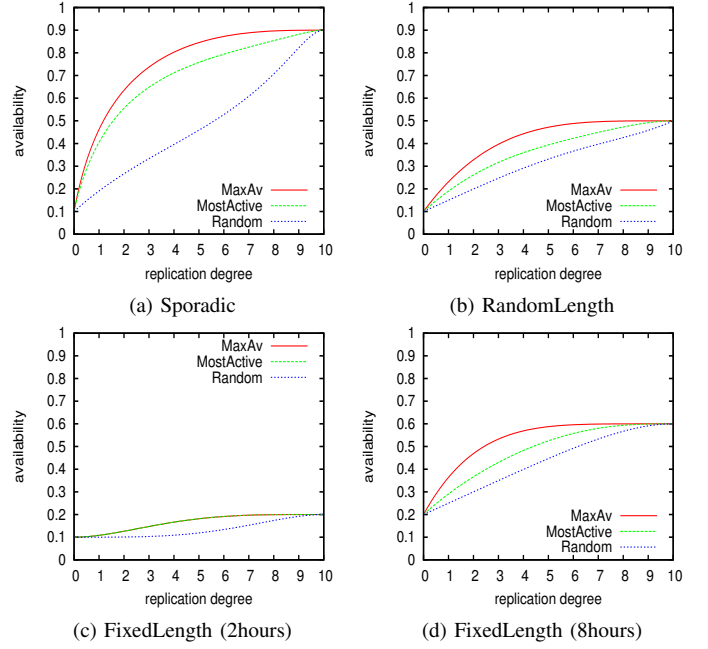 1
0.9
0.8
0.7
0.6
0.5
0.4
0.3
0.2
0.1
0
availability
MaxAv
MostActive
Random
0 1 2 3 4 5 6 7 8 9 10
replication degree
(a) Sporadic
1
0.9
0.8
0.7
0.6
0.5
0.4
0.3
0.2
0.1
0
availability
MaxAv
MostActive
Random
0 1 2 3 4 5 6 7 8 9 10
replication degree
(b) RandomLength
1
0.9
0.8
0.7
0.6
0.5
0.4
0.3
0.2
0.1
0
availability
MaxAv
MostActive
Random
0 1 2 3 4 5 6 7 8 9 10
replication degree
(c) FixedLength (2hours)
1
0.9
0.8
0.7
0.6
0.5
0.4
0.3
0.2
0.1
0
availability
MaxAv
MostActive
Random
0 1 2 3 4 5 6 7 8 9 10
replication degree
(d) FixedLength (8hours)